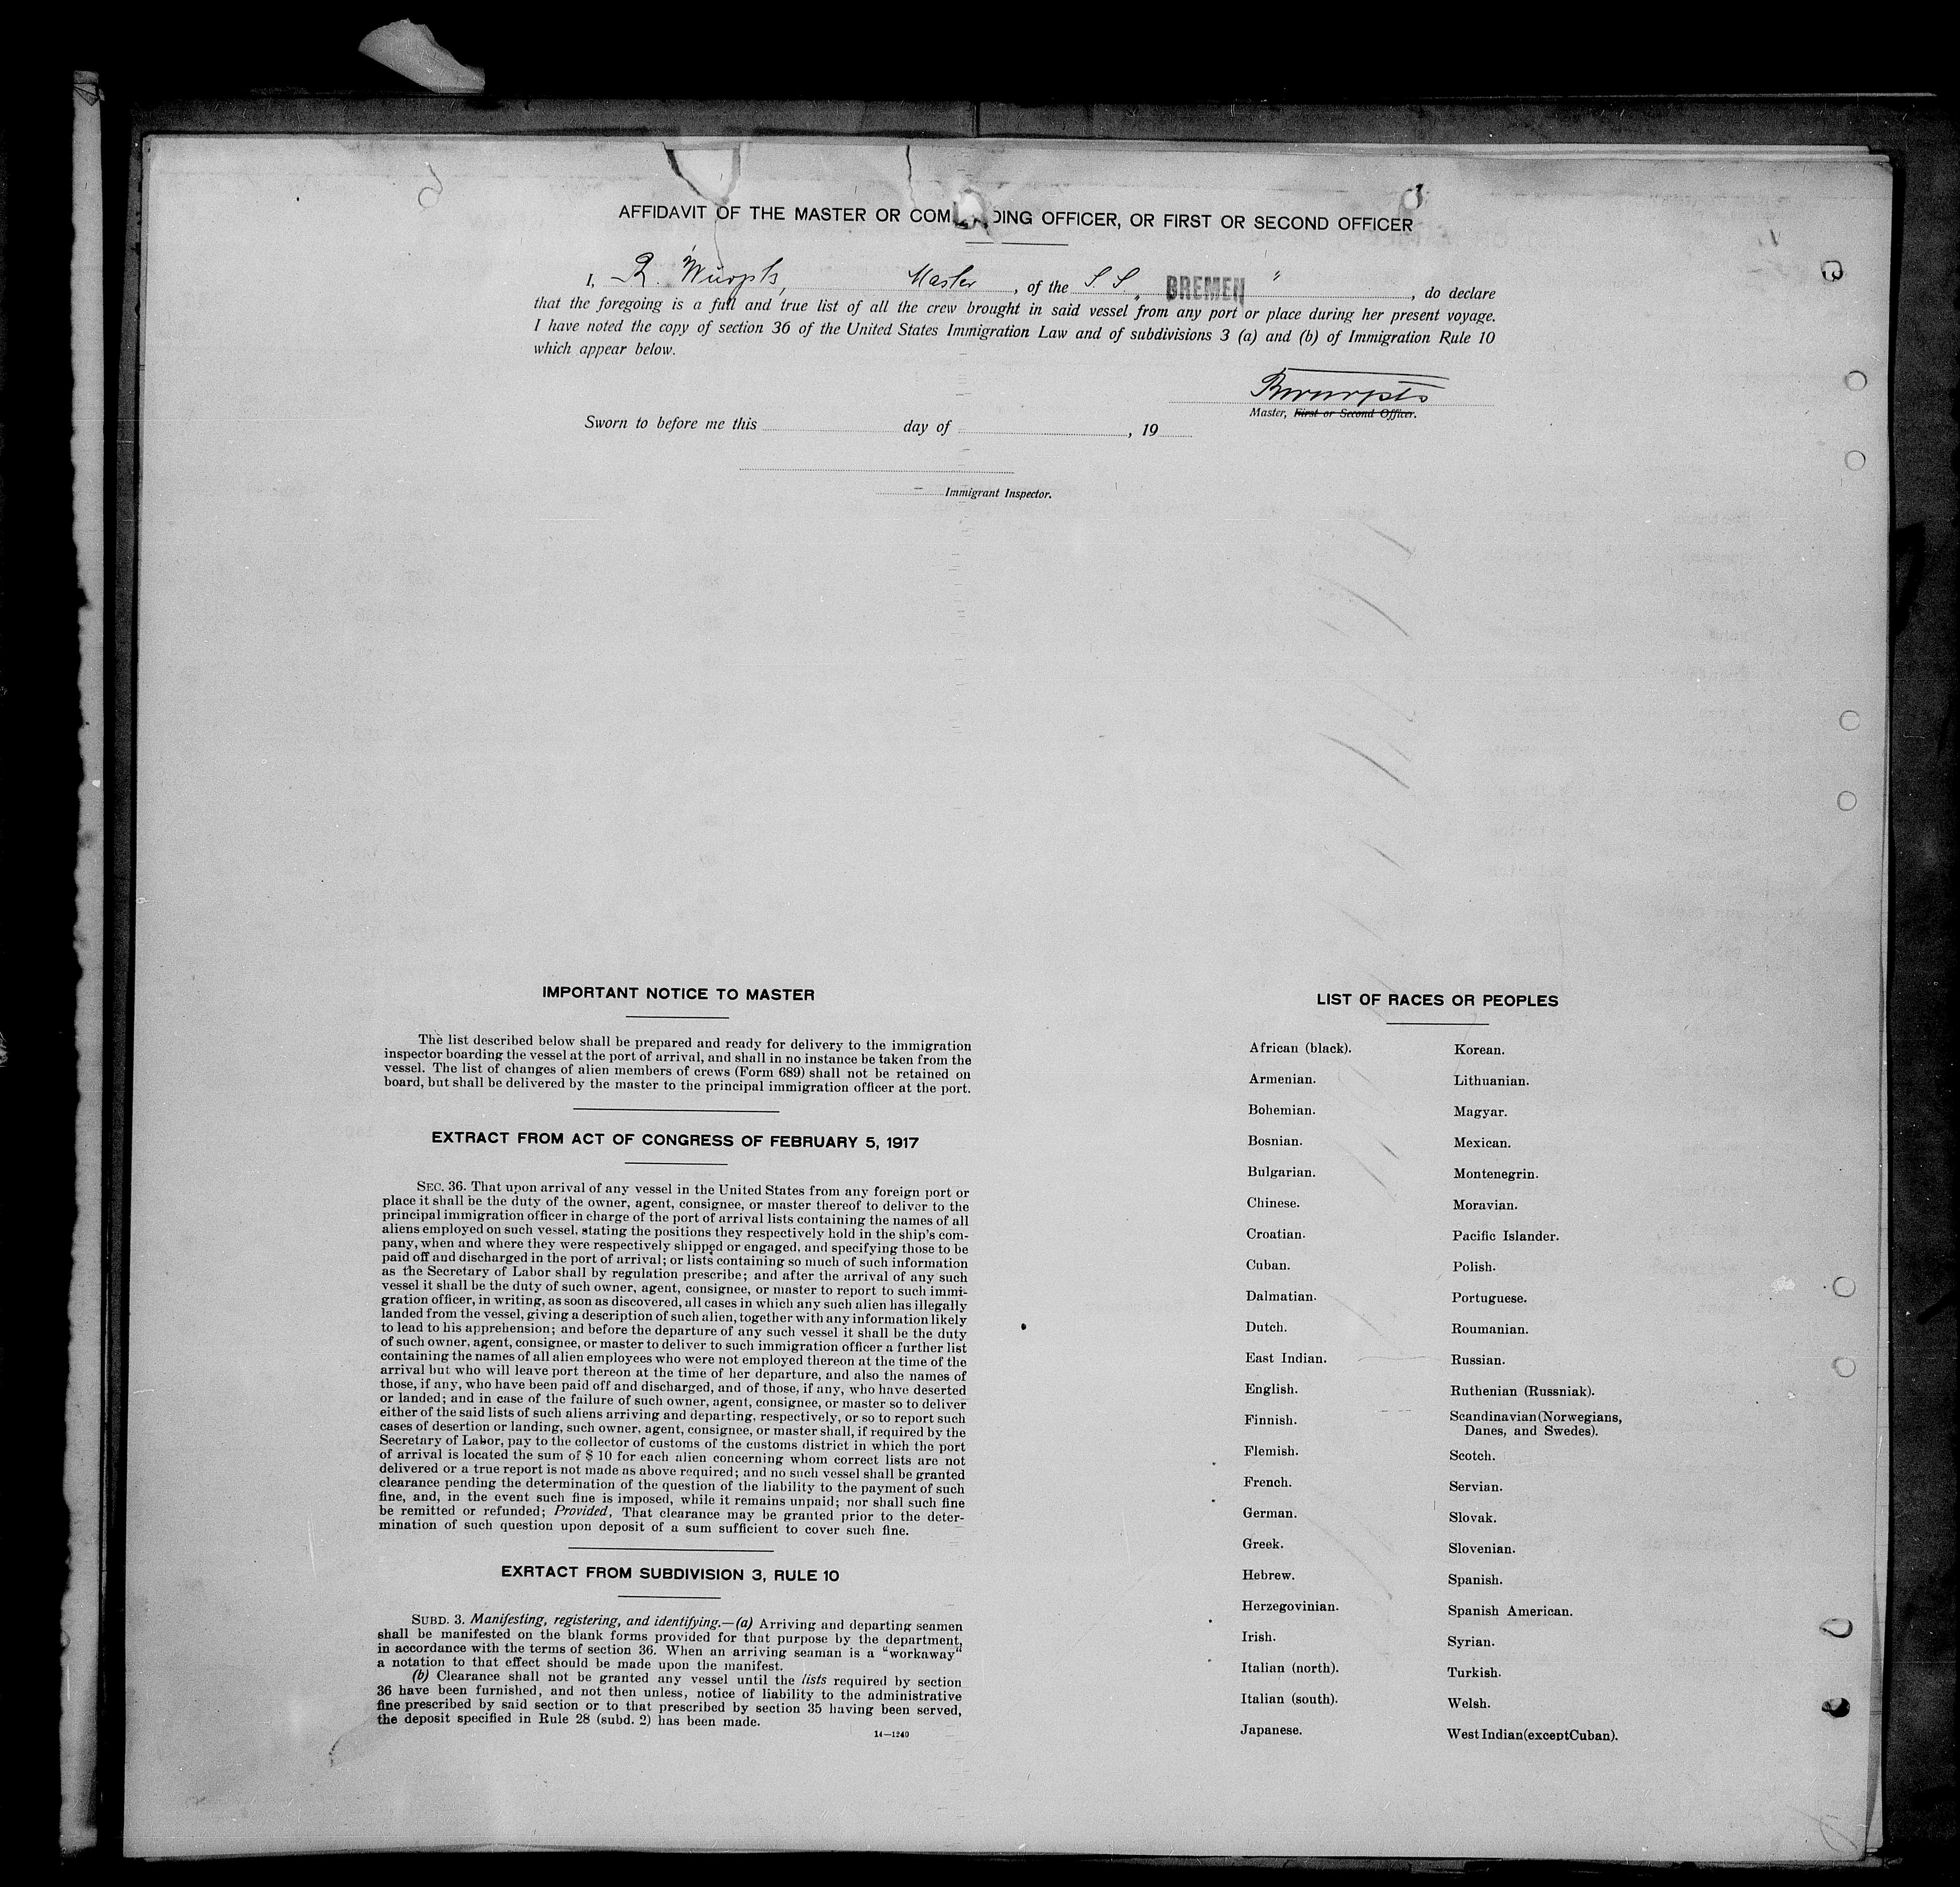 AFFIDAVIT OF THE MASTER OR COM DING OFFICER, OR FIRST OR SECOND OFFICER
I, R. Würpts, Master, of the S. S. „ BREMEN ", do declare
that the foregoing is a full and true list of all the crew brought in said vessel from any port or place during her present voyage.
I have noted the copy of section 36 of the United States Immigration Law and of subdivisions 3 (a) and (b) of Immigration Rule 10
which appear below.
Rwurpts
Master, First or Second Officer.
Sworn to before me this day of , 19
Immigrant Inspector.
IMPORTANT NOTICE TO MASTER
The list described below shall be prepared and ready for delivery to the immigration
inspector boarding the vessel at the port of arrival, and shall in no instance be taken from the
vessel. The list of changes of alien members of crews (Form 689) shall not be retained on
board, but shall be delivered by the master to the principal immigration officer at the port.
EXTRACT FROM ACT OF CONGRESS OF FEBRUARY 5, 1917
SEC. 36. That upon arrival of any vessel in the United States from any foreign port or
place it shall be the duty of the owner, agent, consignee, or master thereof to deliver to the
principal immigration officer in charge of the port of arrival lists containing the names of all
aliens employed on such vessel, stating the positions they respectively hold in the ship's com-
pany, when and where they were respectively shipped or engaged, and specifying those to be
paid off and discharged in the port of arrival; or lists containing so much of such information
as the Secretary of Labor shall by regulation prescribe; and after the arrival of any such
vessel it shall be the duty of such owner, agent, consignee, or master to report to such immi-
gration officer, in writing, as soon as discovered, all cases in which any such alien has illegally
landed from the vessel, giving a description of such alien, together with any information likely
to lead to his apprehension; and before the departure of any such vessel it shall be the duty
of such owner, agent, consignee, or master to deliver to such immigration officer a further list
containing the names of all alien employees who were not employed thereon at the time of the
arrival but who will leave port thereon at the time of her departure, and also the names of
those, if any, who have been paid off and discharged, and of those, if any, who have deserted
or landed; and in case of the failure of such owner, agent, consignee, or master so to deliver
either of the said lists of such aliens arriving and departing, respectively, or so to report such
cases of desertion or landing, such owner, agent, consignee, or master shall, if required by the
Secretary of Labor, pay to the collector of customs of the customs district in which the port
of arrival is located the sum of $ 10 for each alien concerning whom correct lists are not
delivered or a true report is not made as above required; and no such vessel shall be granted
clearance pending the determination of the question of the liability to the payment of such
fine, and, in the event such fine is imposed, while it remains unpaid; nor shall such fine
be remitted or refunded; Provided, That clearance may be granted prior to the deter-
mination of such question upon deposit of a sum sufficient to cover such fine.
EXRTACT FROM SUBDIVISION 3, RULE 10
SUBD. 3. Manifesting, registering, and identifying.—(a) Arriving and departing seamen
shall be manifested on the blank forms provided for that purpose by the department,
in accordance with the terms of section 36. When an arriving seaman is a “workaway“
a notation to that effect should be made upon the manifest.
(b) Clearance shall not be granted any vessel until the lists required by section
36 have been furnished, and not then unless, notice of liability to the administrative
fine prescribed by said section or to that prescribed by section 35 having been served,
the deposit specified in Rule 28 (subd. 2) has been made.
14—1240
LIST OF RACES OR PEOPLES
African (black).
Armenian.
Bohemian.
Bosnian.
Bulgarian.
Chinese.
Croatian.
Cuban.
Dalmatian.
Dutch.
East Indian.
English.
Finnish.
Flemish.
French.
German.
Greek.
Hebrew.
Herzegovinian.
Irish.
Italian (north).
Italian (south).
Japanese.
Korean.
Lithuanian.
Magyar.
Mexican.
Montenegrin.
Moravian.
Pacific Islander.
Polish.
Portuguese.
Roumanian.
Russian.
Ruthenian (Russniak).
Scandinavian (Norwegians,
Danes, and Swedes).
Scotch.
Servian.
Slovak.
Slovenian.
Spanish.
Spanish American.
Syrian.
Turkish.
Welsh.
West Indian (except Cuban).